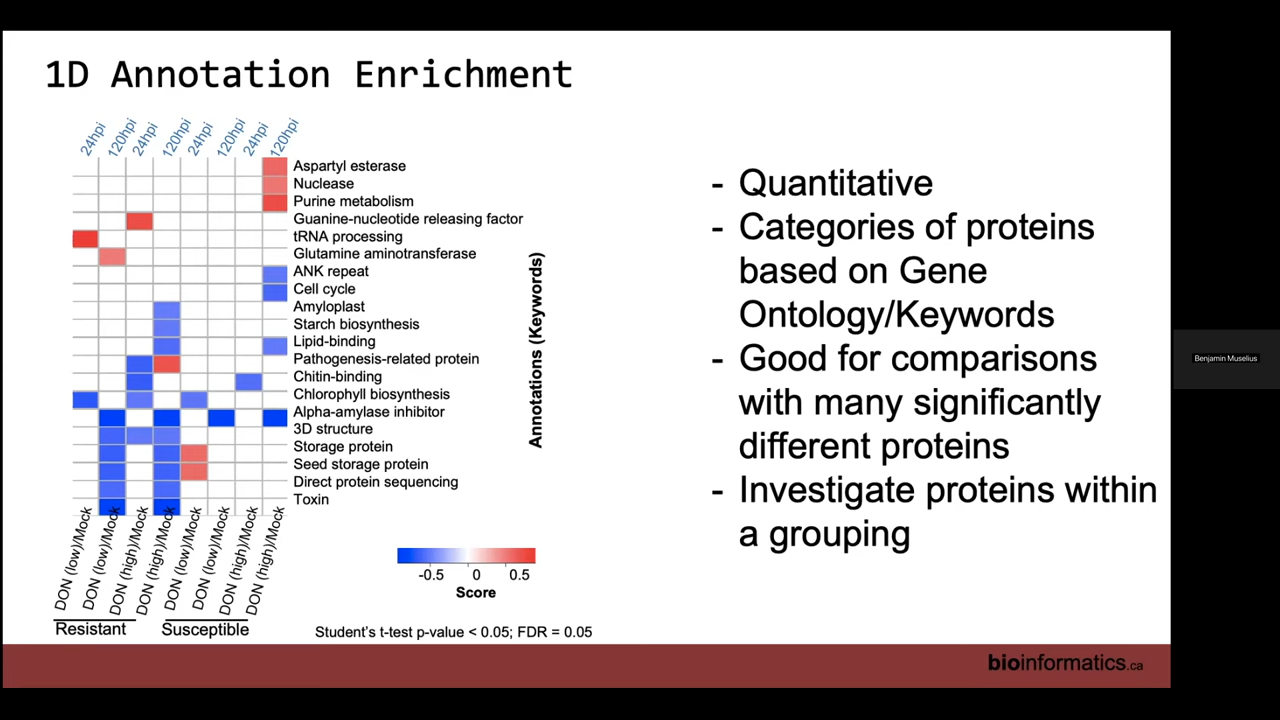 1D Annotation Enrichment
24hpi
120hpi
24hpi
120hpi
24hpi
120hpi
24hpi
120hpi
Aspartyl esterase
Nuclease
Purine metabolism
Guanine-nucleotide releasing factor
tRNA processing
Glutamine aminotransferase
ANK repeat
Cell cycle
Amyloplast
Starch biosynthesis
Lipid-binding
Pathogenesis-related protein
Chitin-binding
Chlorophyll biosynthesis
Alpha-amylase inhibitor
3D structure
Storage protein
Seed storage protein
Direct protein sequencing
Toxin
Annotations (Keywords)
DON (low)/Mock
DON (low)/Mock
DON (high)/Mock
DON (high)/Mock
DON (low)/Mock
DON (low)/Mock
DON (high)/Mock
DON (high)/Mock
Resistant
Susceptible
-0.5 0 0.5
Score
Student's t-test p-value < 0.05; FDR = 0.05
- Quantitative
- Categories of proteins
based on Gene
Ontology/Keywords
- Good for comparisons
with many significantly
different proteins
- Investigate proteins within
a grouping
Benjamin Muselius
bioinformatics.ca